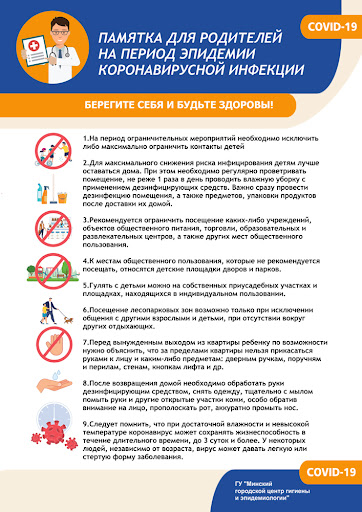 COVID-19
ПАМЯТКА ДЛЯ РОДИТЕЛЕЙ
НА ПЕРИОД ЭПИДЕМИИ
КОРОНАВИРУСНОЙ ИНФЕКЦИИ
БЕРЕГИТЕ СЕБЯ И БУДЬТЕ ЗДОРОВЫ!
1.На период ограничительных мероприятий необходимо исключить
либо максимально ограничить контакты детей
2.Для максимального снижения риска инфицирования детям лучше
оставаться дома. При этом необходимо регулярно проветривать
помещение, не реже 1 раза в день проводить влажную уборку с
применением дезинфицирующих средств. Важно сразу провести
дезинфекцию помещения, а также предметов, упаковки продуктов
после доставки их домой.
3.Рекомендуется ограничить посещение каких-либо учреждений,
объектов общественного питания, торговли, образовательных и
развлекательных центров, а также других мест общественного
пользования.
4.К местам общественного пользования, которые не рекомендуется
посещать, относятся детские площадки дворов и парков.
5.Гулять с детьми можно на собственных приусадебных участках и
площадках, находящихся в индивидуальном пользовании.
6.Посещение лесопарковых зон возможно только при исключении
общения с другими взрослыми и детьми, при отсутствии вокруг
других отдыхающих.
7.Перед вынужденным выходом из квартиры ребенку по возможности
нужно объяснить, что за пределами квартиры нельзя прикасаться
руками к лицу и каким-либо предметам: дверным ручкам, поручням
и перилам, стенам, кнопкам лифта и др.
8.После возвращения домой необходимо обработать руки
дезинфицирующим средством, снять одежду, тщательно с мылом
помыть руки и другие открытые участки кожи, особо обратив
внимание на лицо, прополоскать рот, аккуратно промыть нос.
9.Следует помнить, что при достаточной влажности и невысокой
температуре коронавирус может сохранять жизнеспособность в
течение длительного времени, до 3 суток и более. У некоторых
людей, независимо от возраста, вирус может давать легкую или
стертую форму заболевания.
COVID-19
ГУ "Минский
городской центр гигиены
и эпидемиологии"